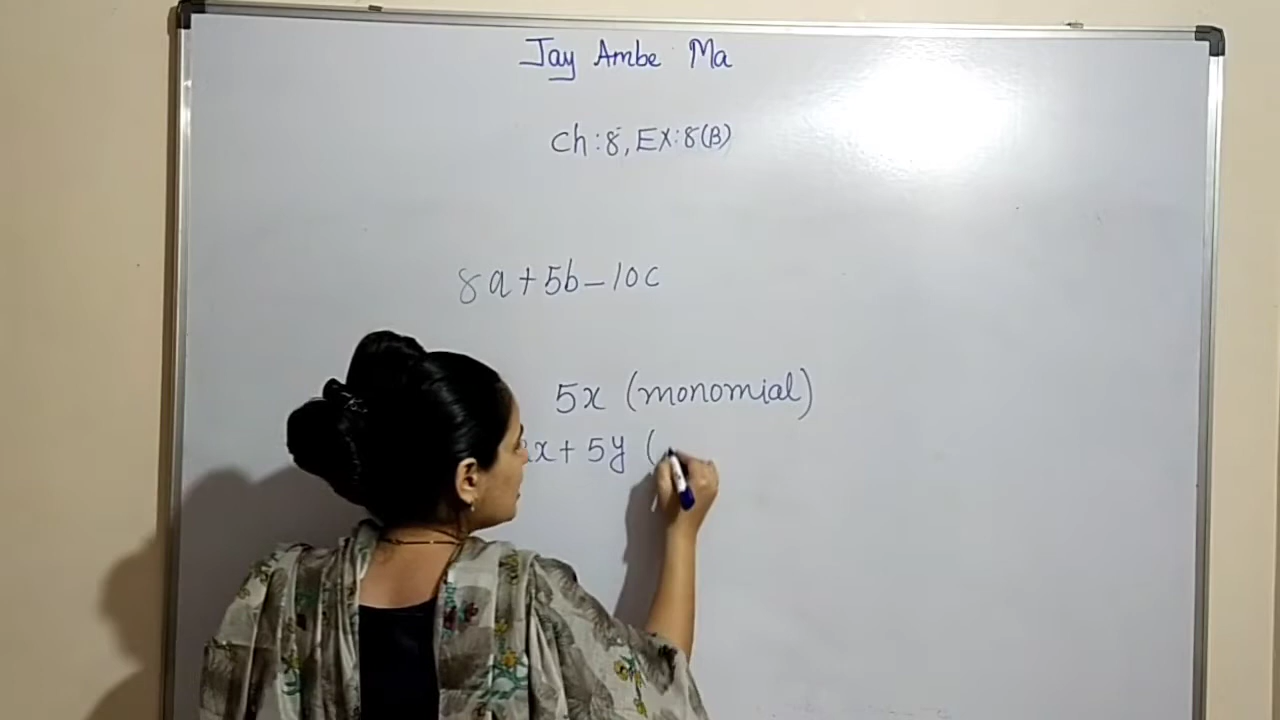 Jay Ambe Ma
Ch : 8, EX: 8(B)
8a + 5b - 10c
5x (monomial)
x + 5y (